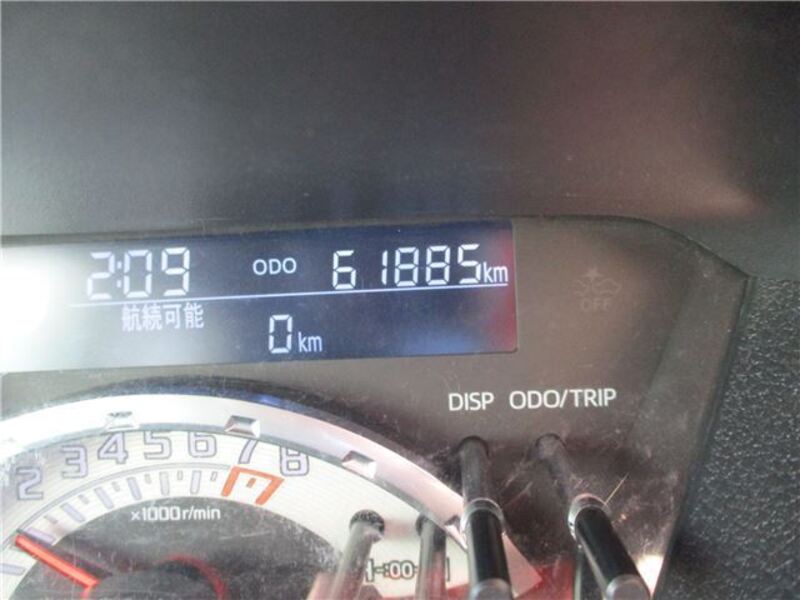 2:09 ODO 61885km
航続可能
0km
OFF
DISP ODO/TRIP
2 3 4 5 6 7 8
×1000r/min
-:00